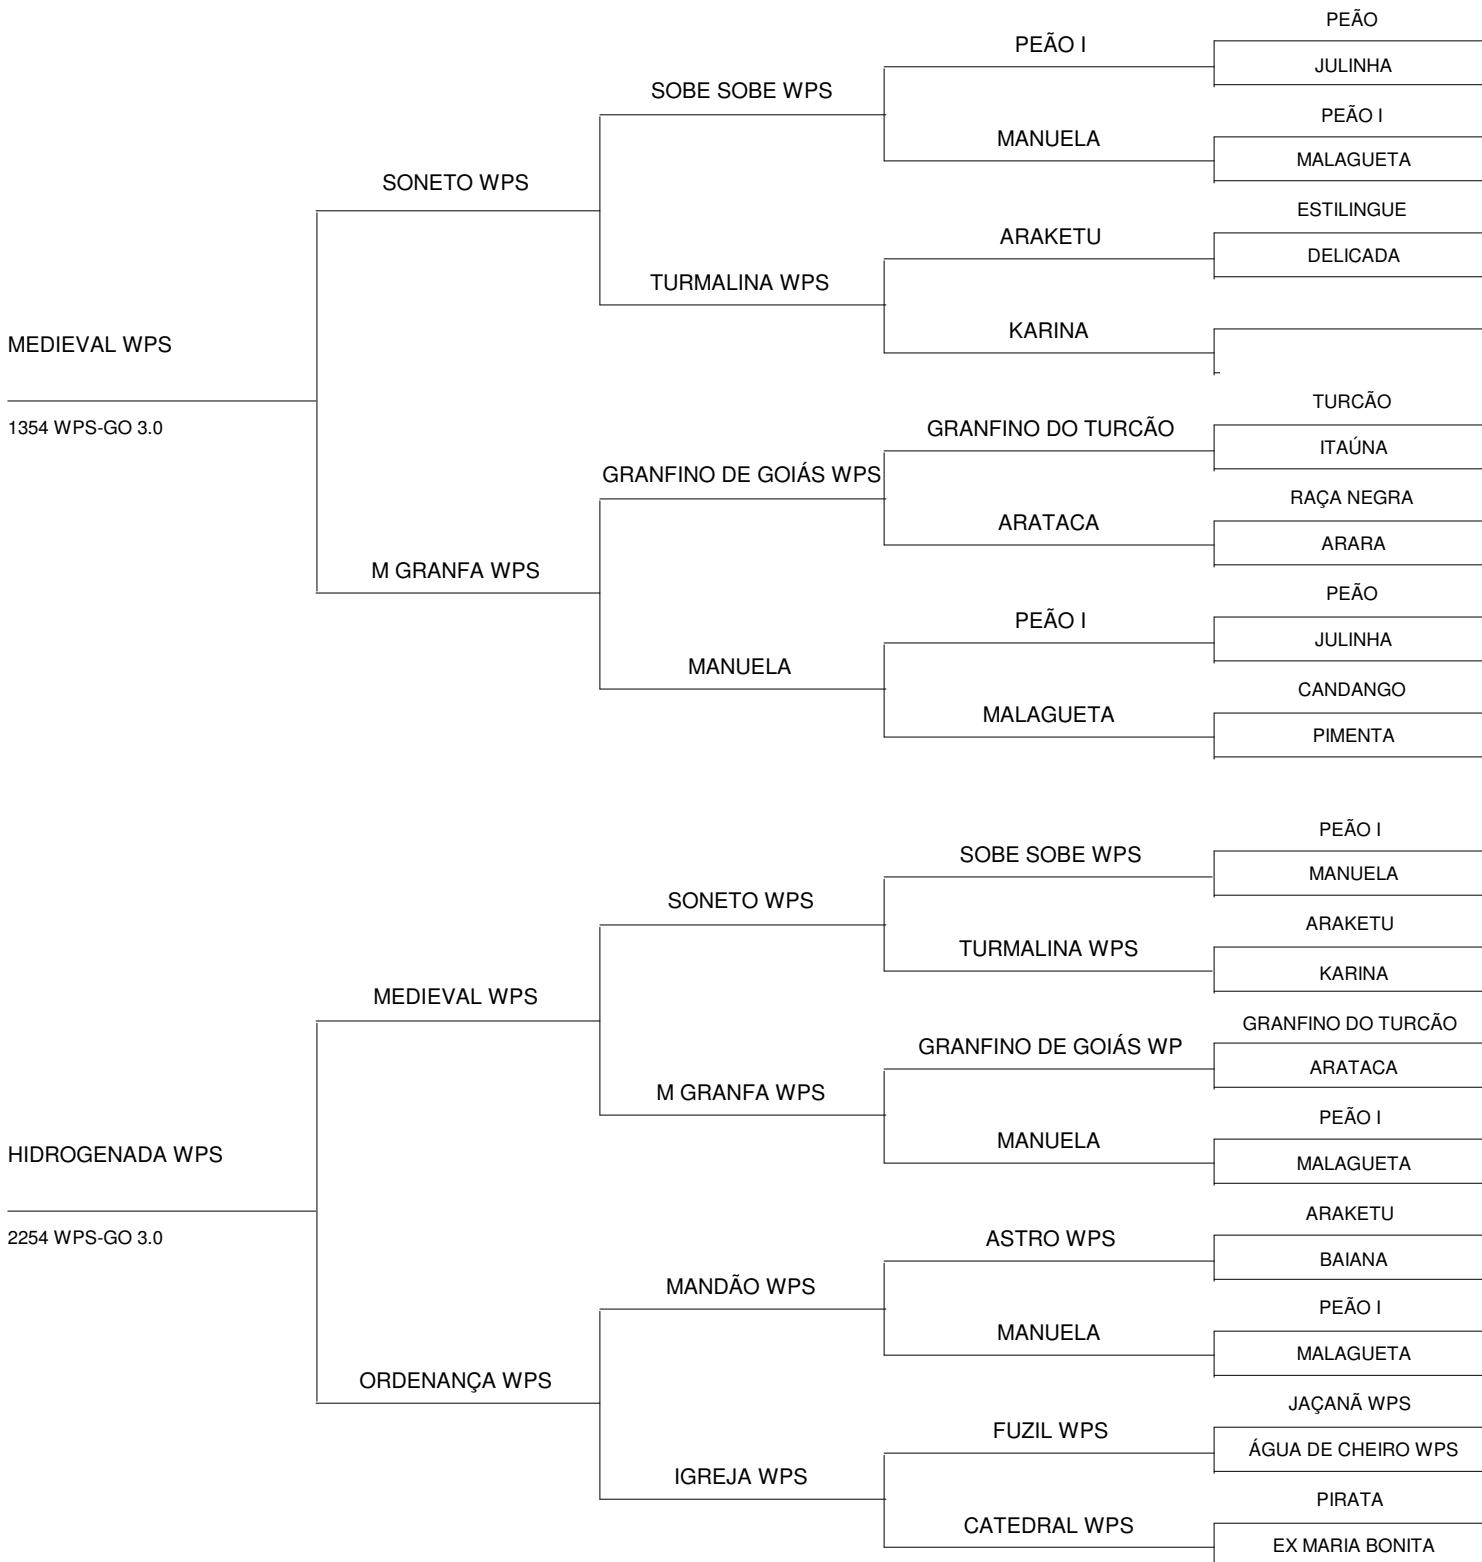 PEÃO
PEÃO I
JULINHA
SOBE SOBE WPS
PEÃO I
MANUELA
MALAGUETA
SONETO WPS
ESTILINGUE
ARAKETU
DELICADA
TURMALINA WPS
KARINA
MEDIEVAL WPS
TURCÃO
1354 WPS-GO 3.0
GRANFINO DO TURCÃO
ITAÚNA
GRANFINO DE GOIÁS WPS
RAÇA NEGRA
ARATACA
ARARA
M GRANFA WPS
PEÃO
PEÃO I
JULINHA
MANUELA
CANDANGO
MALAGUETA
PIMENTA
PEÃO I
SOBE SOBE WPS
MANUELA
SONETO WPS
ARAKETU
TURMALINA WPS
KARINA
MEDIEVAL WPS
GRANFINO DO TURCÃO
GRANFINO DE GOIÁS WP
ARATACA
M GRANFA WPS
PEÃO I
MANUELA
MALAGUETA
HIDROGENADA WPS
ARAKETU
2254 WPS-GO 3.0
ASTRO WPS
BAIANA
MANDÃO WPS
PEÃO I
MANUELA
MALAGUETA
ORDENANÇA WPS
JAÇANÃ WPS
FUZIL WPS
ÁGUA DE CHEIRO WPS
IGREJA WPS
PIRATA
CATEDRAL WPS
EX MARIA BONITA